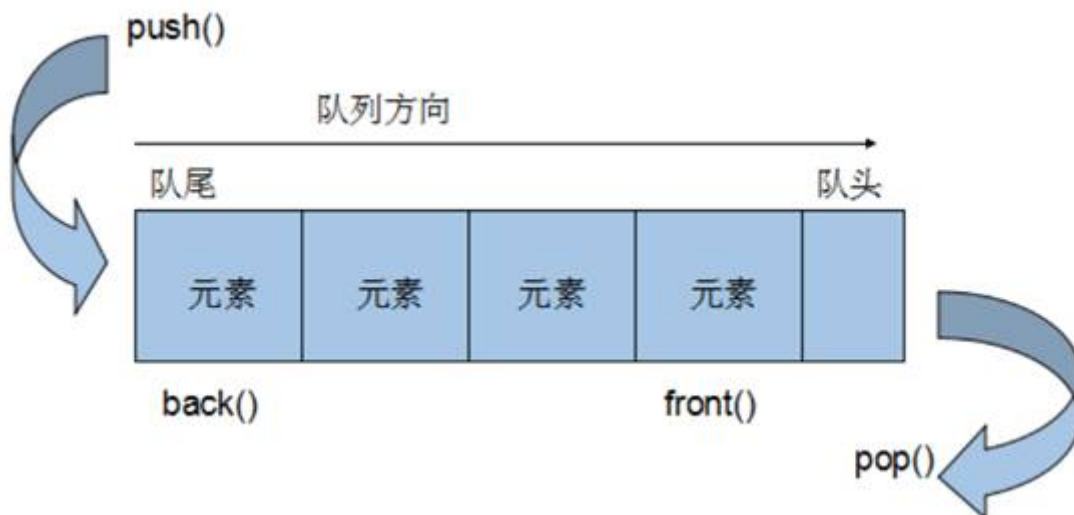 push()
队列方向
队尾 队头
元素 元素 元素 元素
back() front()
pop()